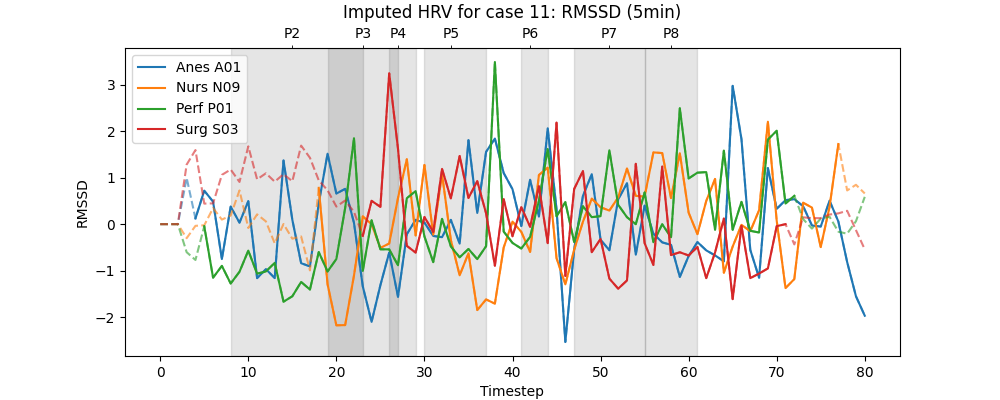 Imputed HRV for case 11: RMSSD (5min)
P2 P3 P4 P5 P6 P7 P8
Anes A01
Nurs N09
Perf P01
Surg S03
RMSSD
3
2
1
0
−1
−2
0 10 20 30 40 50 60 70 80
Timestep